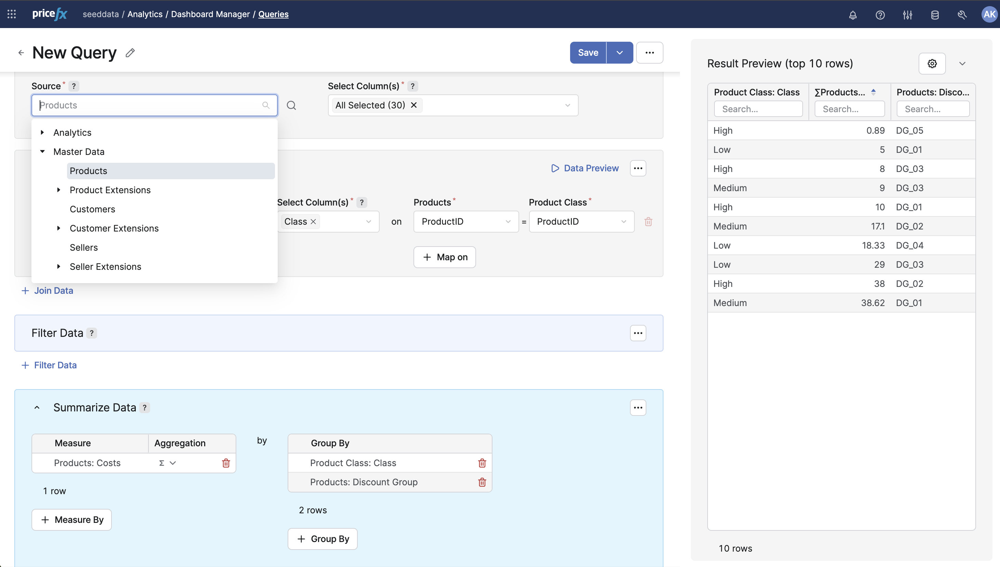 pricefx seeddata / Analytics / Dashboard Manager / Queries AK
New Query Save
Source * ? Select Column(s) * ?
Products All Selected (30)
Analytics
Master Data
Products
Product Extensions
Customers
Customer Extensions
Sellers
Seller Extensions
Data Preview
Select Column(s) * ? Products * Product Class *
Class on ProductID = ProductID
+ Map on
+ Join Data
Filter Data ?
+ Filter Data
Summarize Data ?
Measure Aggregation by Group By
Products: Costs Σ Product Class: Class
Products: Discount Group
1 row
2 rows
+ Measure By
+ Group By
Result Preview (top 10 rows)
Product Class: Class ∑Products... Products: Disco...
Search... Search... Search...
High 0.89 DG_05
Low 5 DG_01
High 8 DG_03
Medium 9 DG_03
High 10 DG_01
Medium 17.1 DG_02
Low 18.33 DG_04
Low 29 DG_03
High 38 DG_02
Medium 38.62 DG_01
10 rows